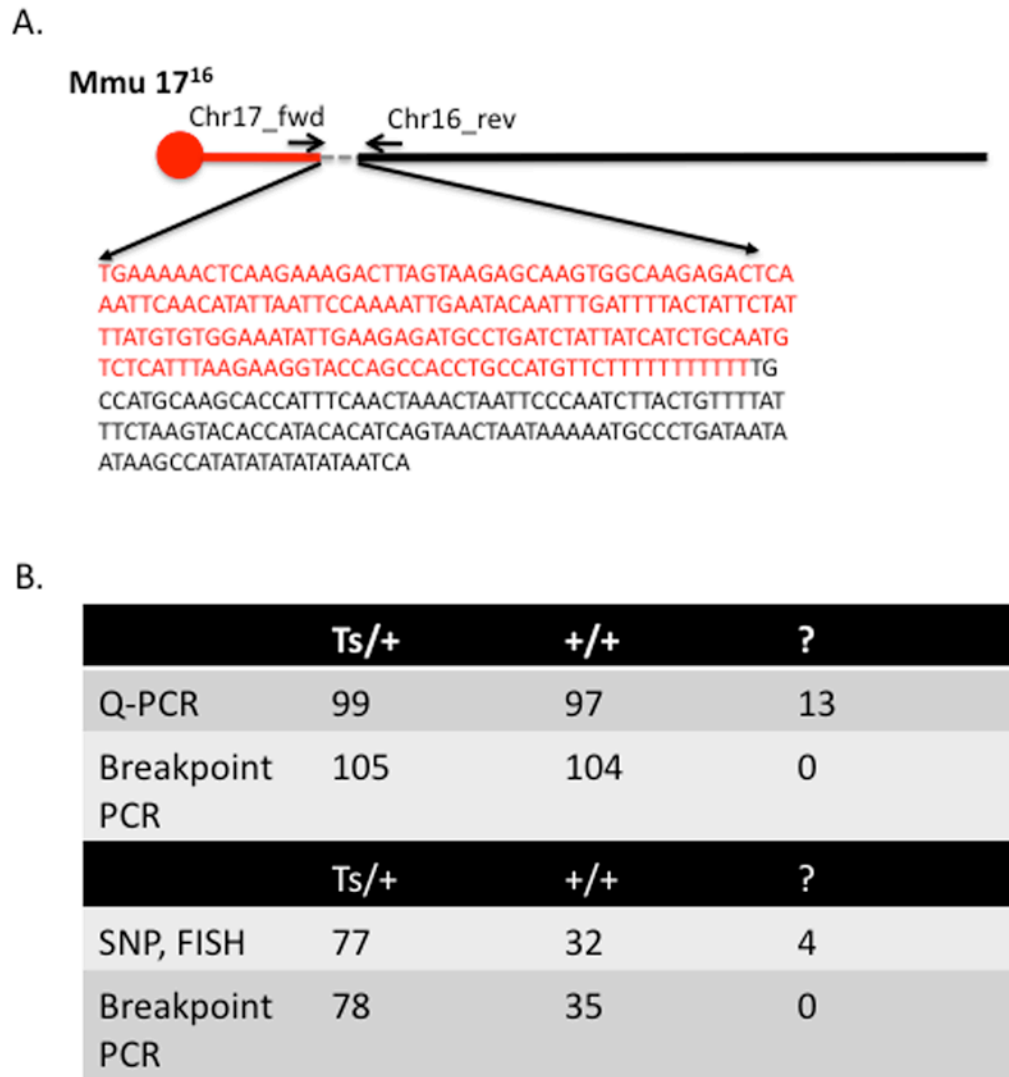 A.
Mmu 17¹⁶
Chr17_fwd
Chr16_rev
TGAAAAACTCAAGAAAGACTTAGTAAGAGCAAGTGGCAAGAGACTCA
AATTCAACATATTAATTCCAAAATTGAATACAATTTGATTTTACTATTCTAT
TTATGTGTGGAAATATTGAAGAGATGCCTGATCTATTATCATCTGCAATG
TCTCATTTAAGAAGGTACCAGCCACCTGCCATGTTCTTTTTTTTTTTTTG
CCATGCAAGCACCATTTCAACTAAACTAATTCCCAATCTTACTGTTTTAT
TTCTAAGTACACCATACACATCAGTAACTAATAAAAATGCCCTGATAATA
ATAAGCCATATATATATATAATCA
B.
Ts/+ +/+ ?
Q-PCR 99 97 13
Breakpoint 105 104 0
PCR
Ts/+ +/+ ?
SNP, FISH 77 32 4
Breakpoint 78 35 0
PCR